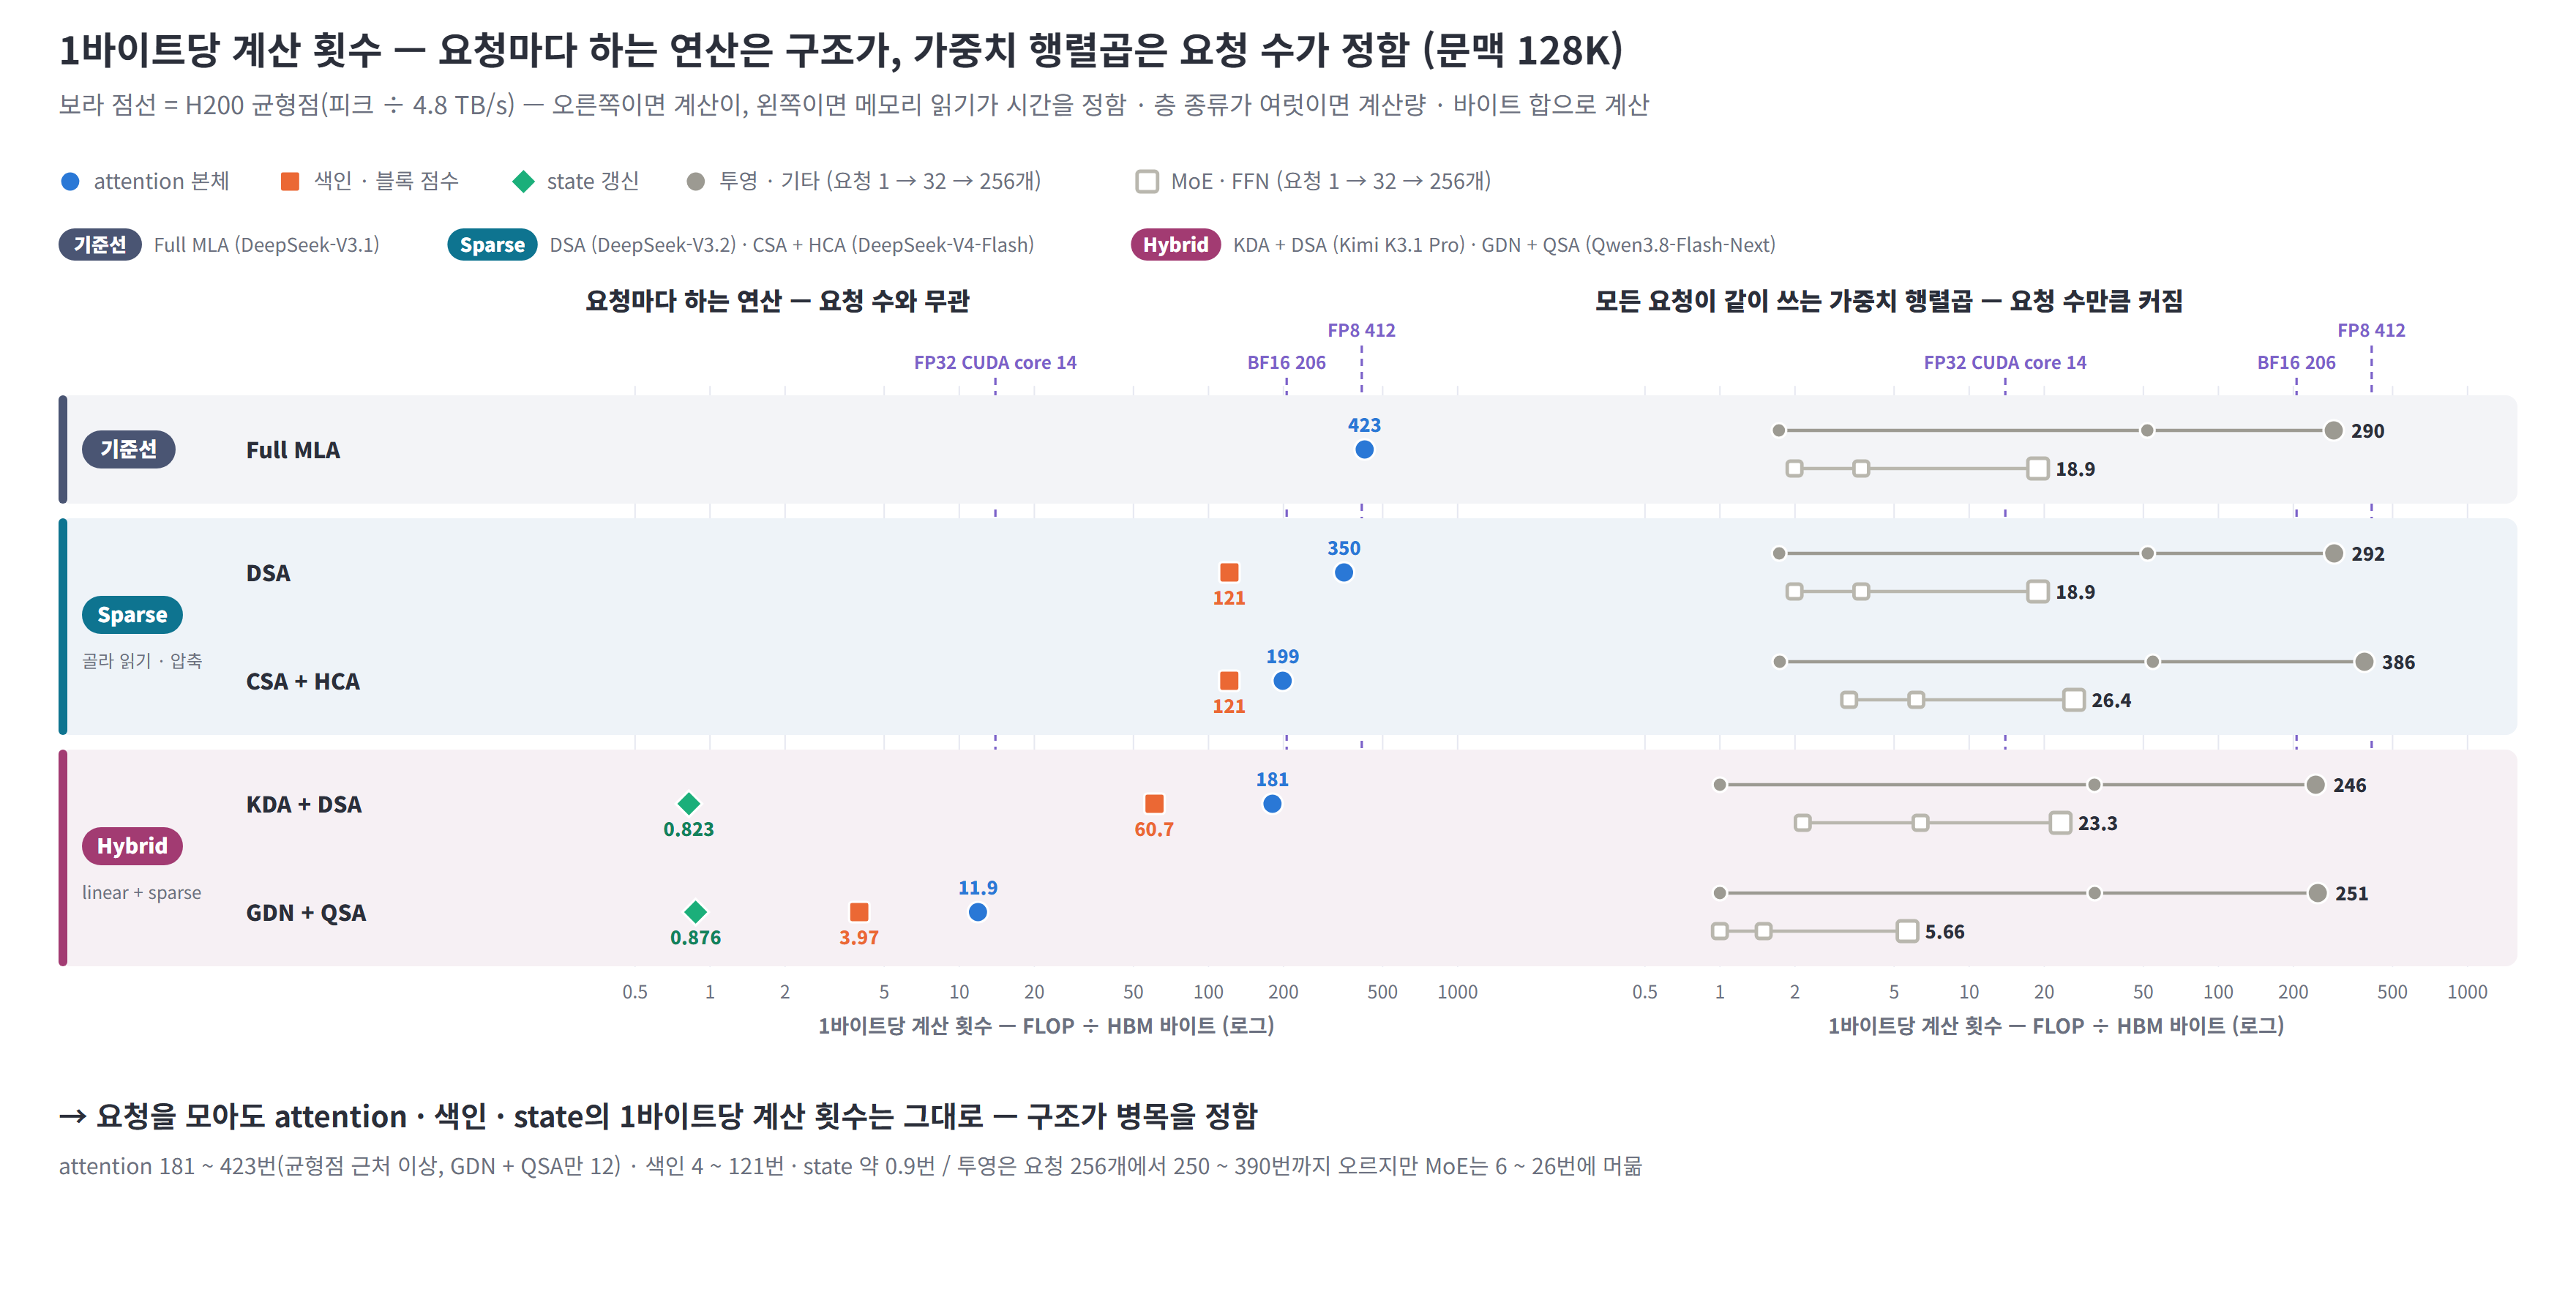 1바이트당 계산 횟수 — 요청마다 하는 연산은 구조가, 가중치 행렬곱은 요청 수가 정함 (문맥 128K)
보라 점선 = H200 균형점(피크 ÷ 4.8 TB/s) — 오른쪽이면 계산이, 왼쪽이면 메모리 읽기가 시간을 정함 · 층 종류가 여럿이면 계산량 · 바이트 합으로 계산
attention 본체 색인 · 블록 점수 state 갱신 투영 · 기타 (요청 1 → 32 → 256개) MoE · FFN (요청 1 → 32 → 256개)
기준선 Full MLA (DeepSeek-V3.1) Sparse DSA (DeepSeek-V3.2) · CSA + HCA (DeepSeek-V4-Flash) Hybrid KDA + DSA (Kimi K3.1 Pro) · GDN + QSA (Qwen3.8-Flash-Next)
요청마다 하는 연산 — 요청 수와 무관
FP8 412
FP32 CUDA core 14 BF16 206
모든 요청이 같이 쓰는 가중치 행렬곱 — 요청 수만큼 커짐
FP8 412
FP32 CUDA core 14 BF16 206
기준선
Full MLA
423
290
18.9
Sparse
골라 읽기 · 압축
DSA
350
121
292
18.9
CSA + HCA
199
121
386
26.4
Hybrid
linear + sparse
KDA + DSA
181
0.823 60.7
246
23.3
GDN + QSA
11.9
0.876 3.97
251
5.66
0.5 1 2 5 10 20 50 100 200 500 1000
1바이트당 계산 횟수 — FLOP ÷ HBM 바이트 (로그)
0.5 1 2 5 10 20 50 100 200 500 1000
1바이트당 계산 횟수 — FLOP ÷ HBM 바이트 (로그)
→ 요청을 모아도 attention · 색인 · state의 1바이트당 계산 횟수는 그대로 — 구조가 병목을 정함
attention 181 ~ 423번(균형점 근처 이상, GDN + QSA만 12) · 색인 4 ~ 121번 · state 약 0.9번 / 투영은 요청 256개에서 250 ~ 390번까지 오르지만 MoE는 6 ~ 26번에 머묾